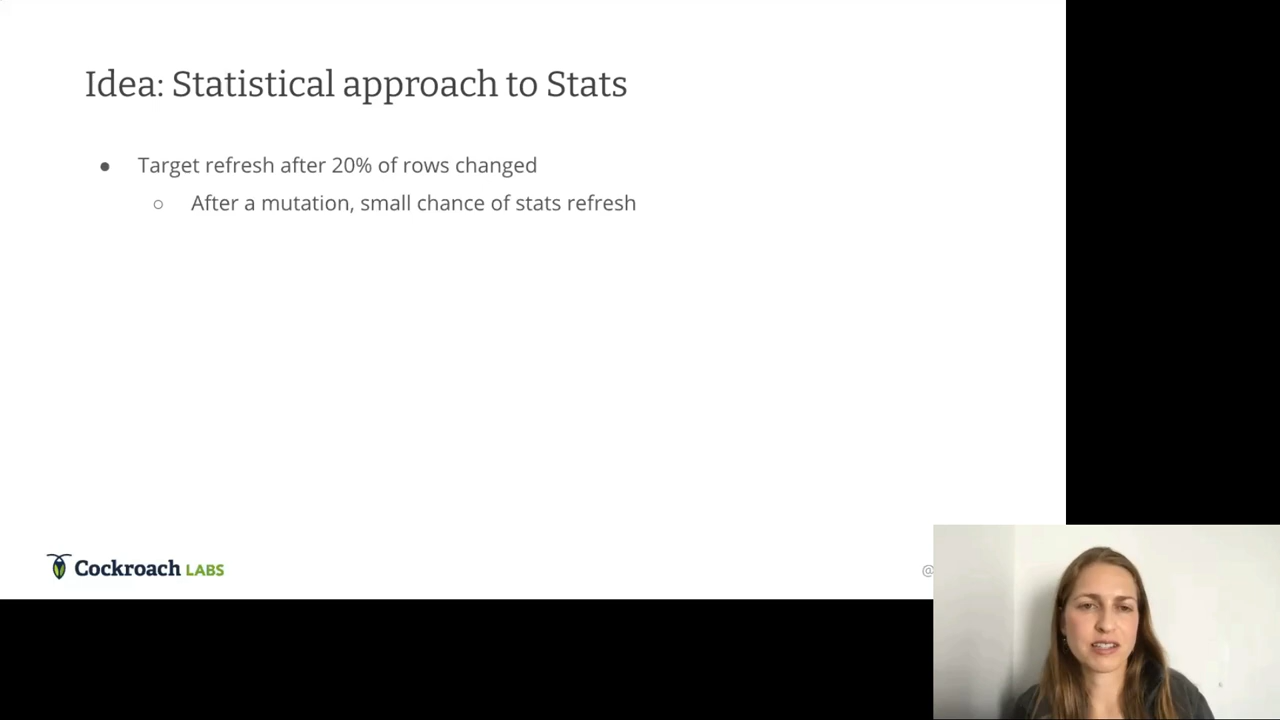 Idea: Statistical approach to Stats
● Target refresh after 20% of rows changed
○ After a mutation, small chance of stats refresh
Cockroach LABS
@